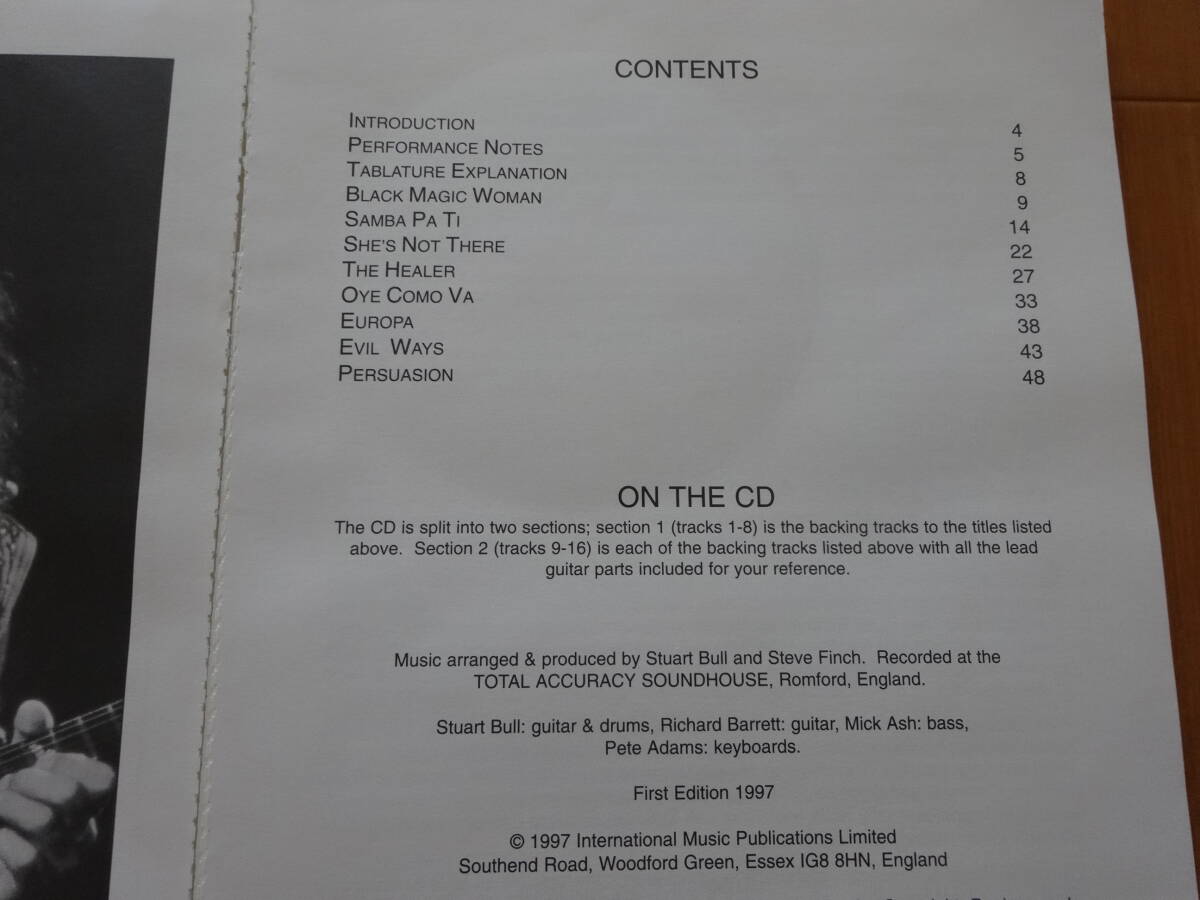 CONTENTS
INTRODUCTION 4
PERFORMANCE NOTES 5
TABLATURE EXPLANATION 8
BLACK MAGIC WOMAN 9
SAMBA PA TI 14
SHE'S NOT THERE 22
THE HEALER 27
OYE COMO VA 33
EUROPA 38
EVIL WAYS 43
PERSUASION 48
ON THE CD
The CD is split into two sections; section 1 (tracks 1-8) is the backing tracks to the titles listed
above. Section 2 (tracks 9-16) is each of the backing tracks listed above with all the lead
guitar parts included for your reference.
Music arranged & produced by Stuart Bull and Steve Finch. Recorded at the
TOTAL ACCURACY SOUNDHOUSE, Romford, England.
Stuart Bull: guitar & drums, Richard Barrett: guitar, Mick Ash: bass,
Pete Adams: keyboards.
First Edition 1997
© 1997 International Music Publications Limited
Southend Road, Woodford Green, Essex IG8 8HN, England